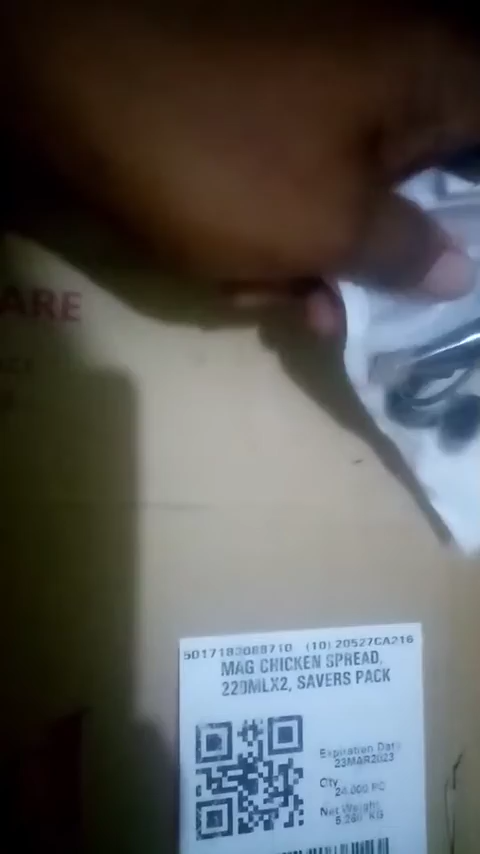 ARE
5017183088710 (10) 20527CA216
MAG CHICKEN SPREAD,
220MLX2, SAVERS PACK
Expiration Date
23MAR2023
Qty
24.000 PC
Net Weight
5.280 KG